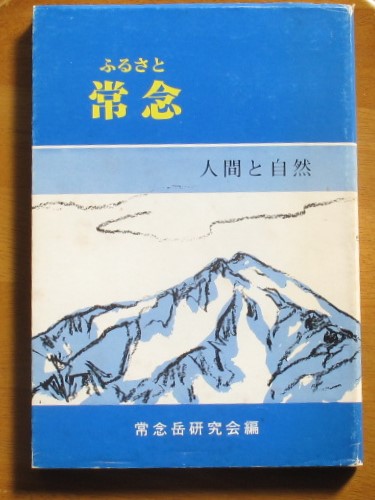 ふるさと
常念
人間と自然
常念岳研究会編